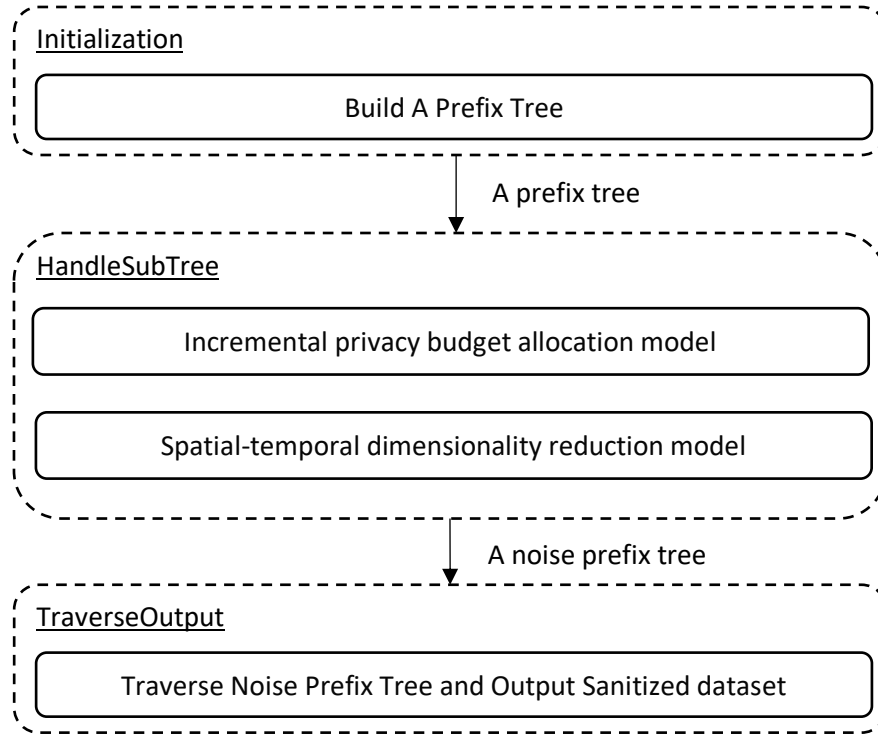 Initialization
Build A Prefix Tree
A prefix tree
HandleSubTree
Incremental privacy budget allocation model
Spatial-temporal dimensionality reduction model
A noise prefix tree
TraverseOutput
Traverse Noise Prefix Tree and Output Sanitized dataset